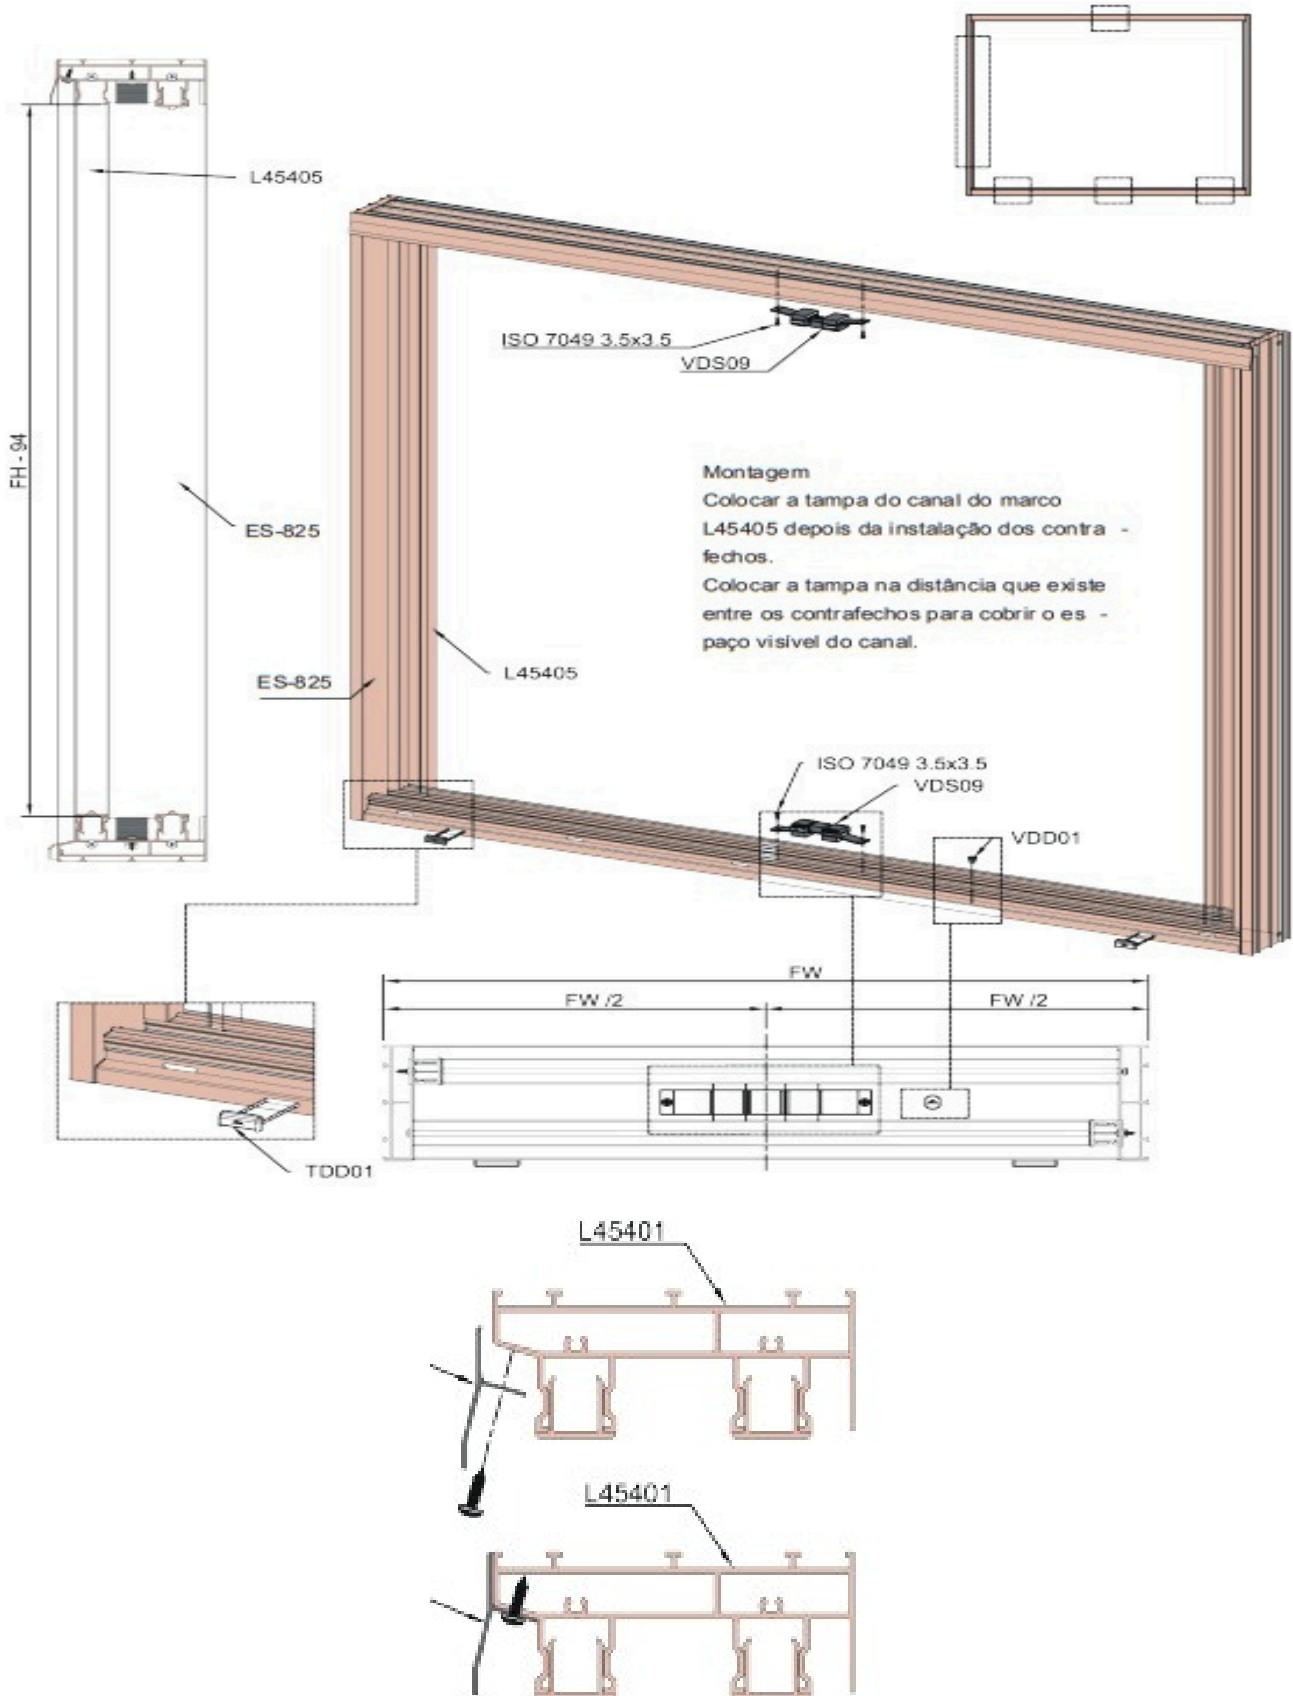 L45405
ISO 7049 3.5x3.5
VDS09
FH - 94
Montagem
Colocar a tampa do canal do marco
L45405 depois da instalação dos contra -
fechos.
Colocar a tampa na distância que existe
entre os contrafechos para cobrir o es -
paço visível do canal.
ES-825
ES-825
L45405
ISO 7049 3.5x3.5
VDS09
VDD01
FW
FW /2
FW /2
TDD01
L45401
L45401